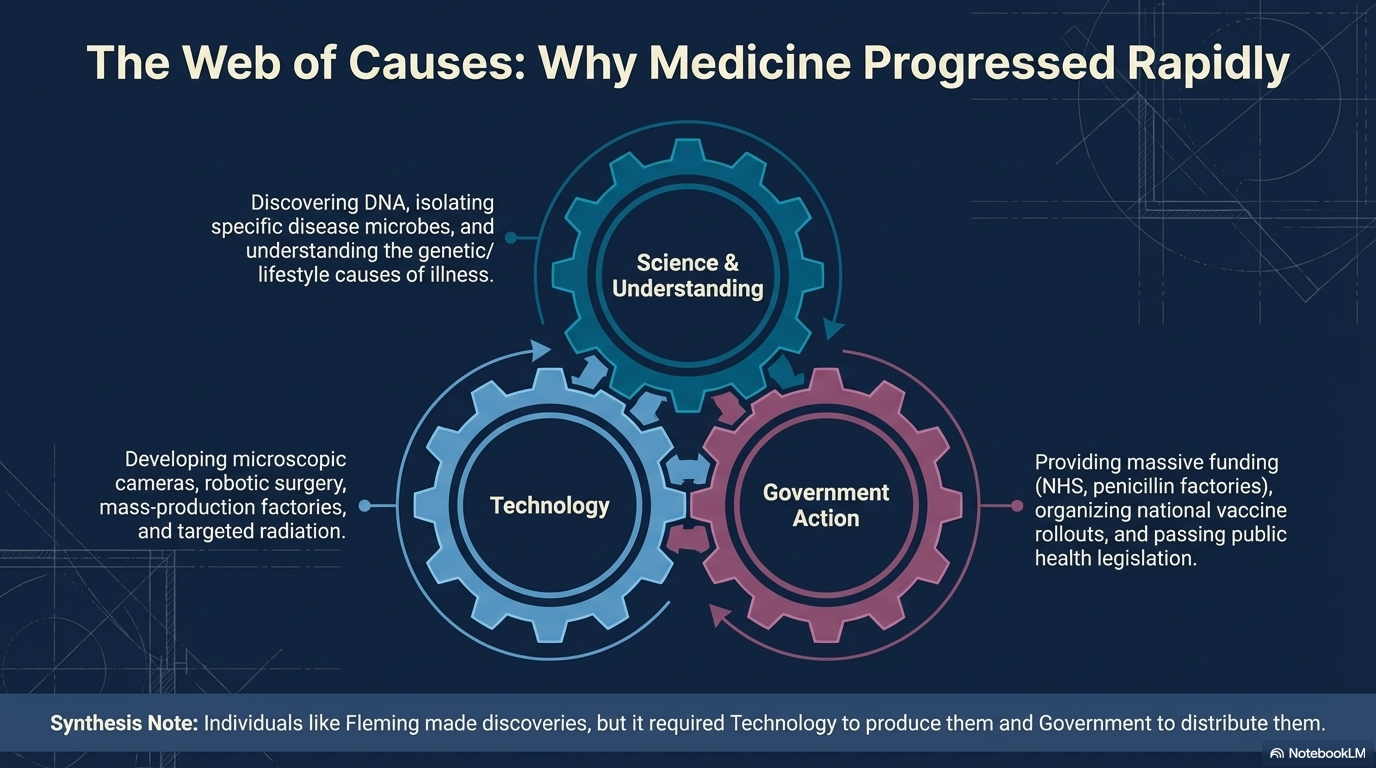 The Web of Causes: Why Medicine Progressed Rapidly
Discovering DNA, isolating
specific disease microbes, and
understanding the genetic/
lifestyle causes of illness.
Science &
Understanding
Developing microscopic
cameras, robotic surgery,
mass-production factories,
and targeted radiation.
Technology
Government
Action
Providing massive funding
(NHS, penicillin factories),
organizing national vaccine
rollouts, and passing public
health legislation.
Synthesis Note: Individuals like Fleming made discoveries, but it required Technology to produce them and Government to distribute them.
NotebookLM